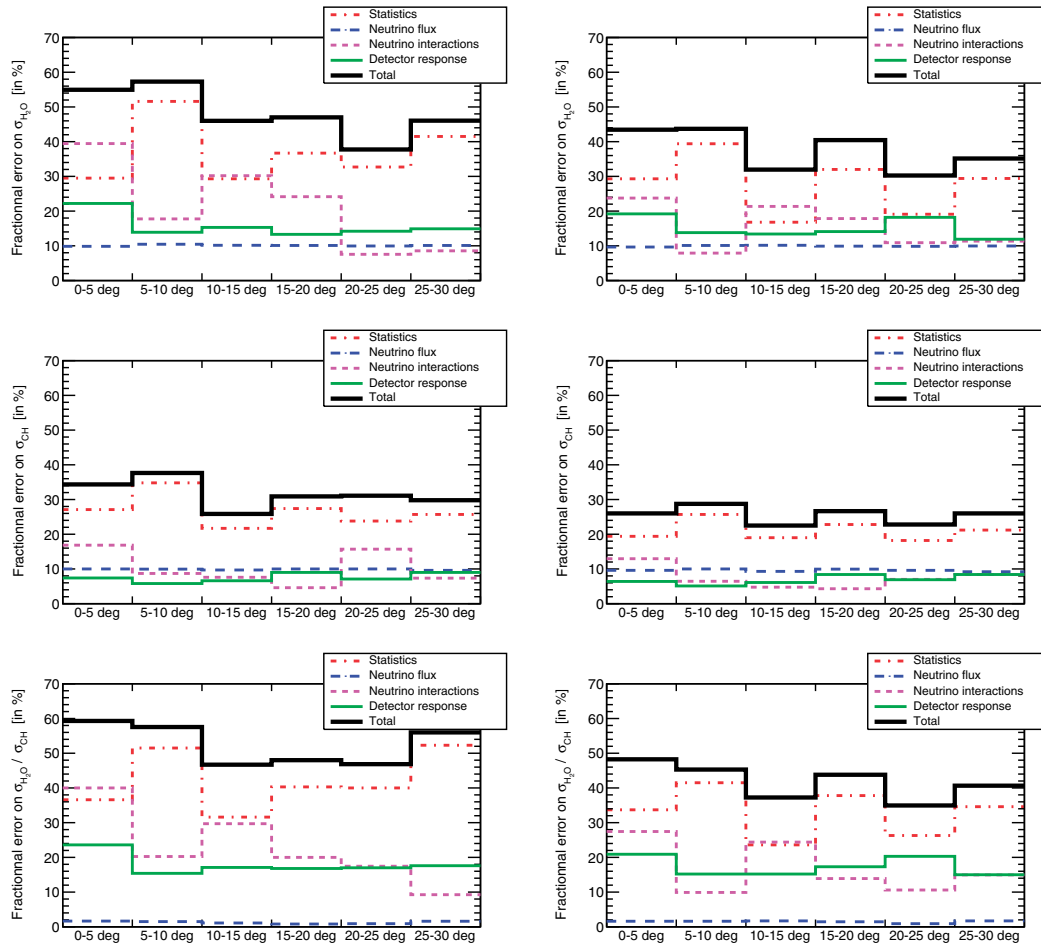 Statistics
Neutrino flux
Neutrino interactions
Detector response
Total
Fractionnal error on σH₂O [in %]
70
60
50
40
30
20
10
0
0-5 deg 5-10 deg 10-15 deg 15-20 deg 20-25 deg 25-30 deg
Statistics
Neutrino flux
Neutrino interactions
Detector response
Total
Fractionnal error on σH₂O [in %]
70
60
50
40
30
20
10
0
0-5 deg 5-10 deg 10-15 deg 15-20 deg 20-25 deg 25-30 deg
Statistics
Neutrino flux
Neutrino interactions
Detector response
Total
Fractionnal error on σCH [in %]
70
60
50
40
30
20
10
0
0-5 deg 5-10 deg 10-15 deg 15-20 deg 20-25 deg 25-30 deg
Statistics
Neutrino flux
Neutrino interactions
Detector response
Total
Fractionnal error on σCH [in %]
70
60
50
40
30
20
10
0
0-5 deg 5-10 deg 10-15 deg 15-20 deg 20-25 deg 25-30 deg
Statistics
Neutrino flux
Neutrino interactions
Detector response
Total
Fractionnal error on σH₂O / σCH [in %]
70
60
50
40
30
20
10
0
0-5 deg 5-10 deg 10-15 deg 15-20 deg 20-25 deg 25-30 deg
Statistics
Neutrino flux
Neutrino interactions
Detector response
Total
Fractionnal error on σH₂O / σCH [in %]
70
60
50
40
30
20
10
0
0-5 deg 5-10 deg 10-15 deg 15-20 deg 20-25 deg 25-30 deg